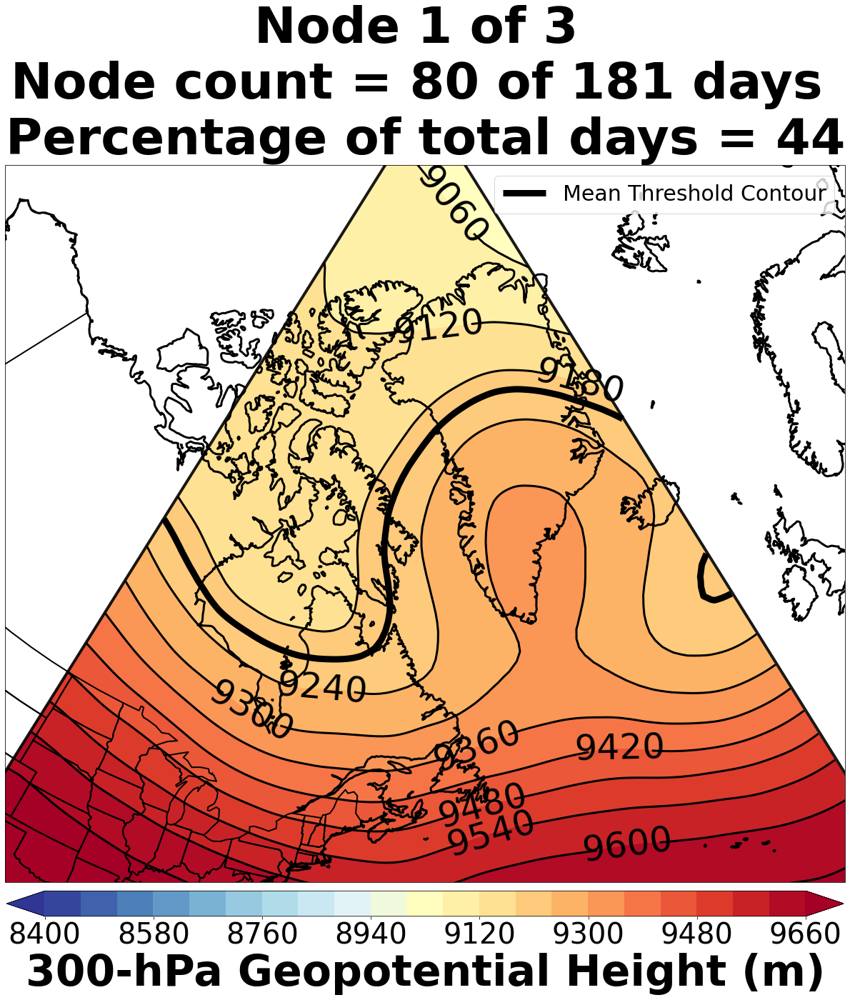 Node 1 of 3
Node count = 80 of 181 days
Percentage of total days = 44
Mean Threshold Contour
9060
9120
9180
9240
9300
9360
9420
9480
9540
9600
8400 8580 8760 8940 9120 9300 9480 9660
300-hPa Geopotential Height (m)